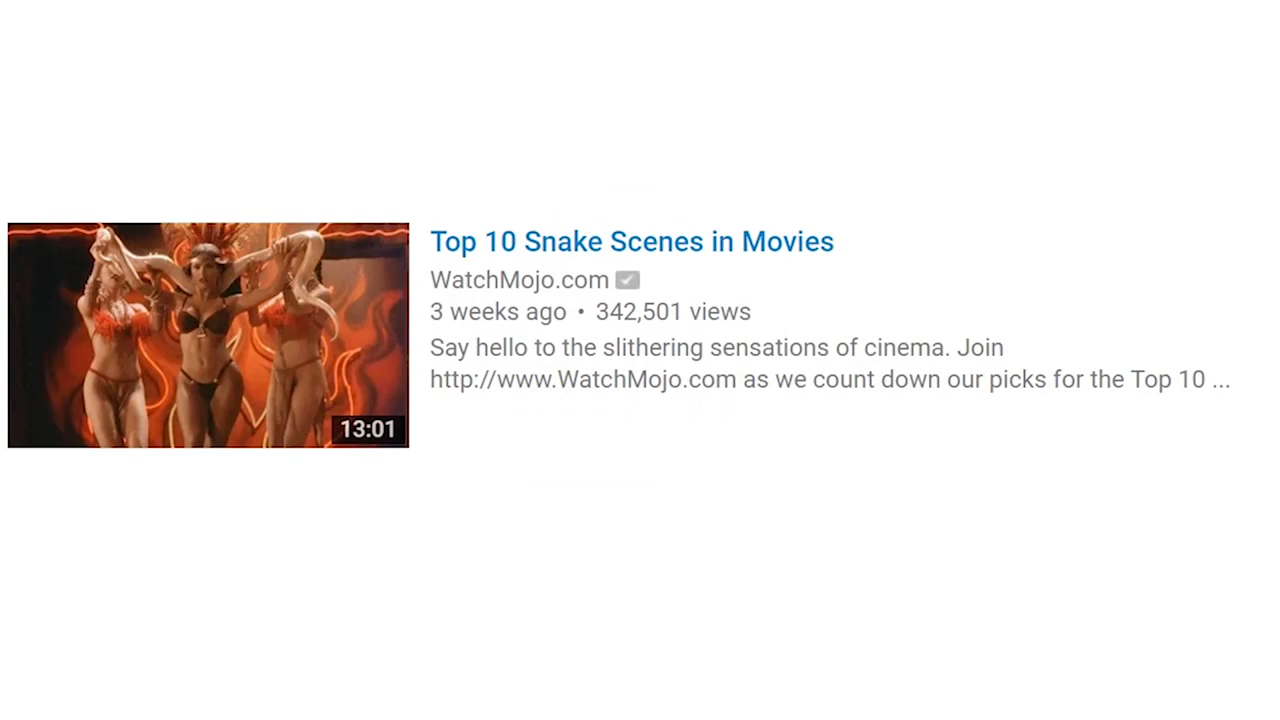 Top 10 Snake Scenes in Movies
WatchMojo.com
3 weeks ago • 342,501 views
Say hello to the slithering sensations of cinema. Join
http://www.WatchMojo.com as we count down our picks for the Top 10 ...
13:01